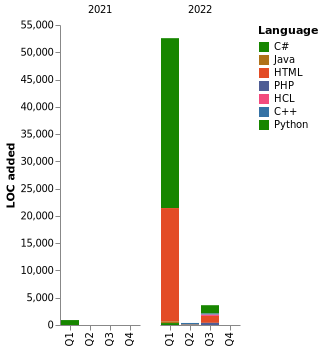 2021 2022
Language
C#
Java
HTML
PHP
HCL
C++
Python
LOC added
55,000
50,000
45,000
40,000
35,000
30,000
25,000
20,000
15,000
10,000
5,000
0
Q1 Q2 Q3 Q4 Q1 Q2 Q3 Q4